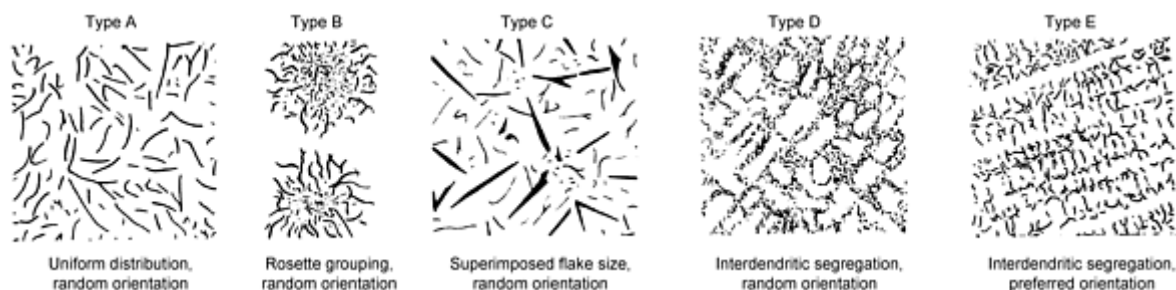 Type A
Type B
Type C
Type D
Type E
Uniform distribution,
random orientation
Rosette grouping,
random orientation
Superimposed flake size,
random orientation
Interdendritic segregation,
random orientation
Interdendritic segregation,
preferred orientation